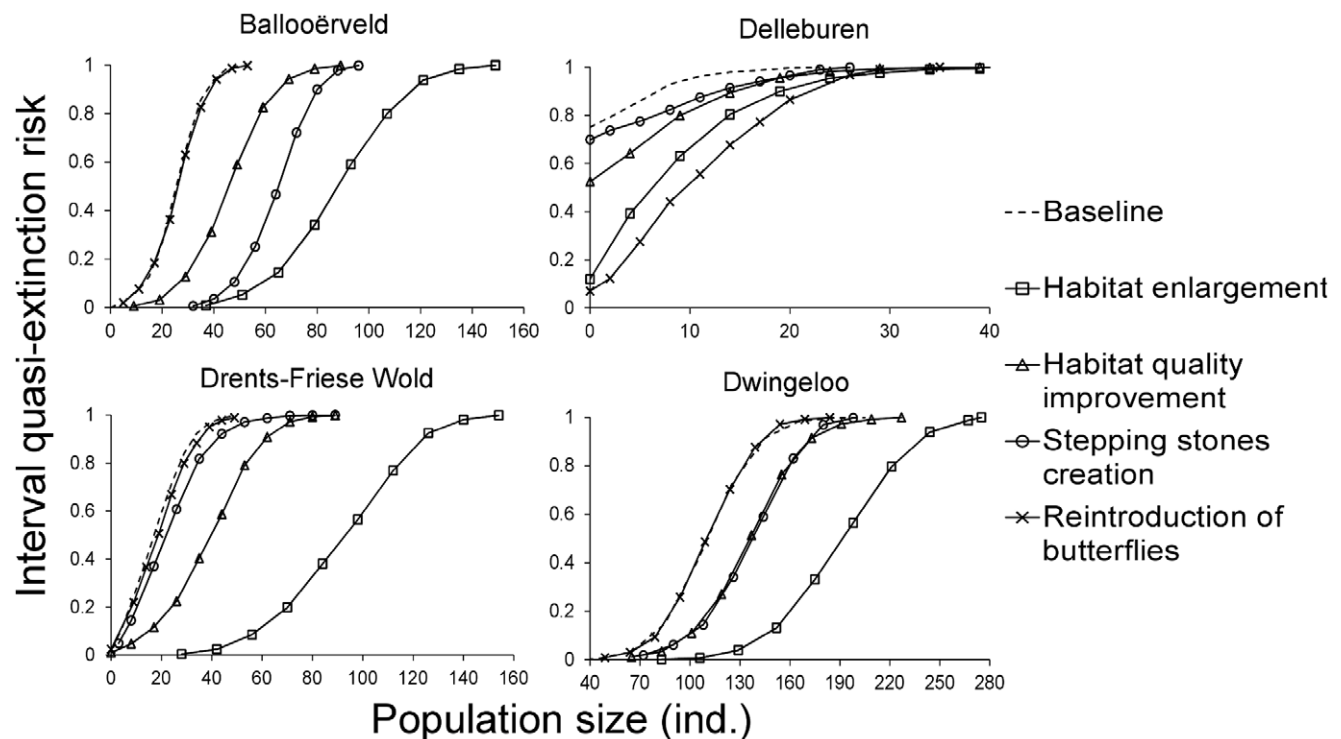 Ballooërveld
Delleburen
Interval quasi-extinction risk
1
0.8
0.6
0.4
0.2
0
0 20 40 60 80 100 120 140 160
1
0.8
0.6
0.4
0.2
0
0 10 20 30 40
Drents-Friese Wold
Dwingeloo
1
0.8
0.6
0.4
0.2
0
0 20 40 60 80 100 120 140 160
1
0.8
0.6
0.4
0.2
0
40 70 100 130 160 190 220 250 280
Population size (ind.)
Baseline
Habitat enlargement
Habitat quality
improvement
Stepping stones
creation
Reintroduction of
butterflies